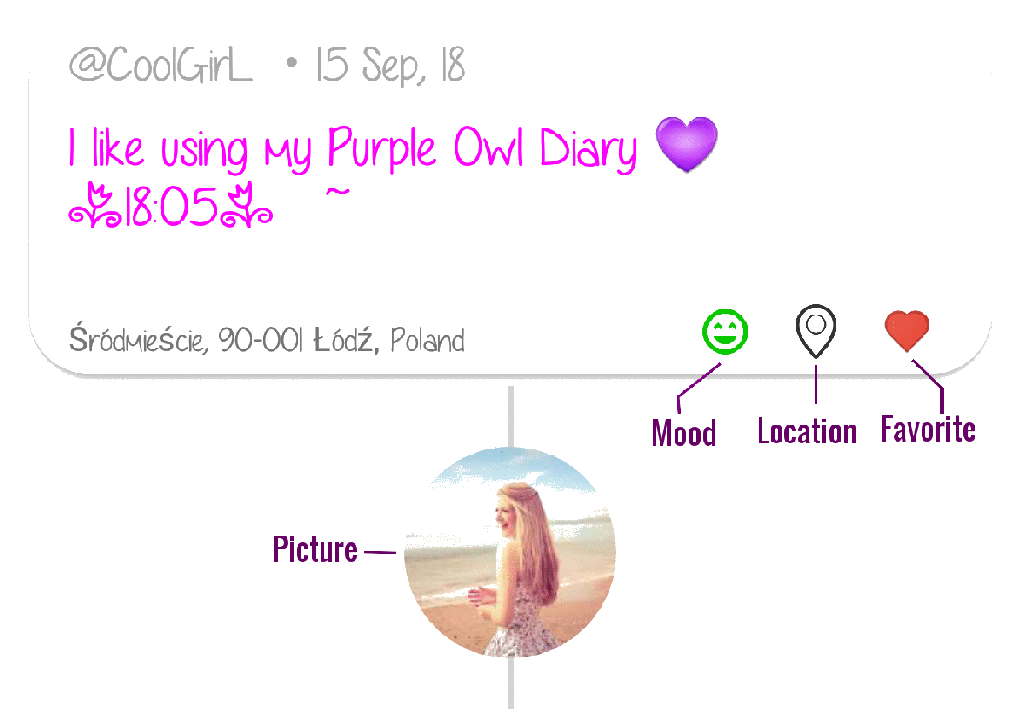 @CoolGirL • 15 Sep, 18
I like using my Purple Owl Diary 💜
18:05 ~
Śródmieście, 90-001 Łódź, Poland
Mood
Location
Favorite
Picture